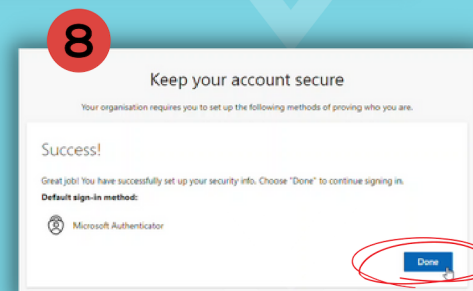 8
Keep your account secure
Your organisation requires you to set up the following methods of proving who you are.
Success!
Great job! You have successfully set up your security info. Choose "Done" to continue signing in.
Default sign-in method:
Microsoft Authenticator
Done